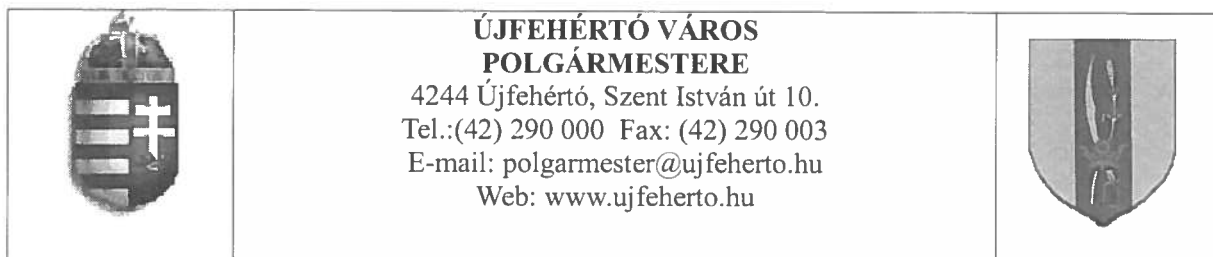 ÚJFEHÉRTÓ VÁROS
POLGÁRMESTERE
4244 Újfehértó, Szent István út 10.
Tel.:(42) 290 000 Fax: (42) 290 003
E-mail: polgarmester@ujfeherto.hu
Web: www.ujfeherto.hu